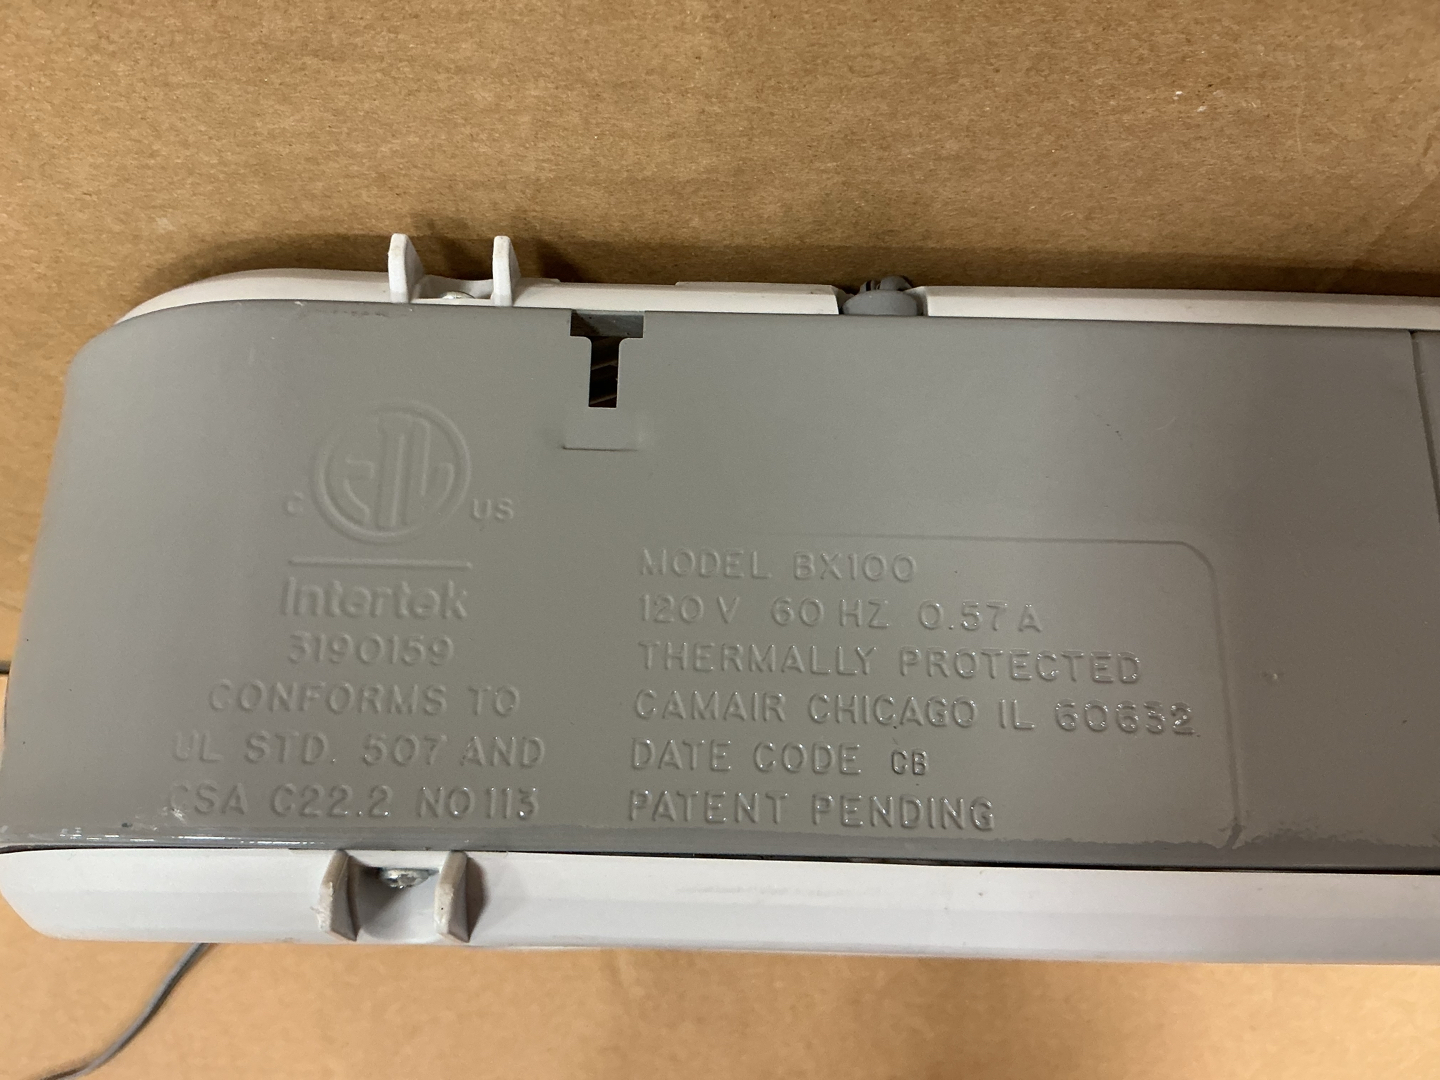 C ETL US
Intertek
3190159
CONFORMS TO
UL STD. 507 AND
CSA C22.2 NO 113
MODEL BX100
120 V 60 HZ 0.57 A
THERMALLY PROTECTED
CAMAIR CHICAGO IL 60632
DATE CODE CB
PATENT PENDING